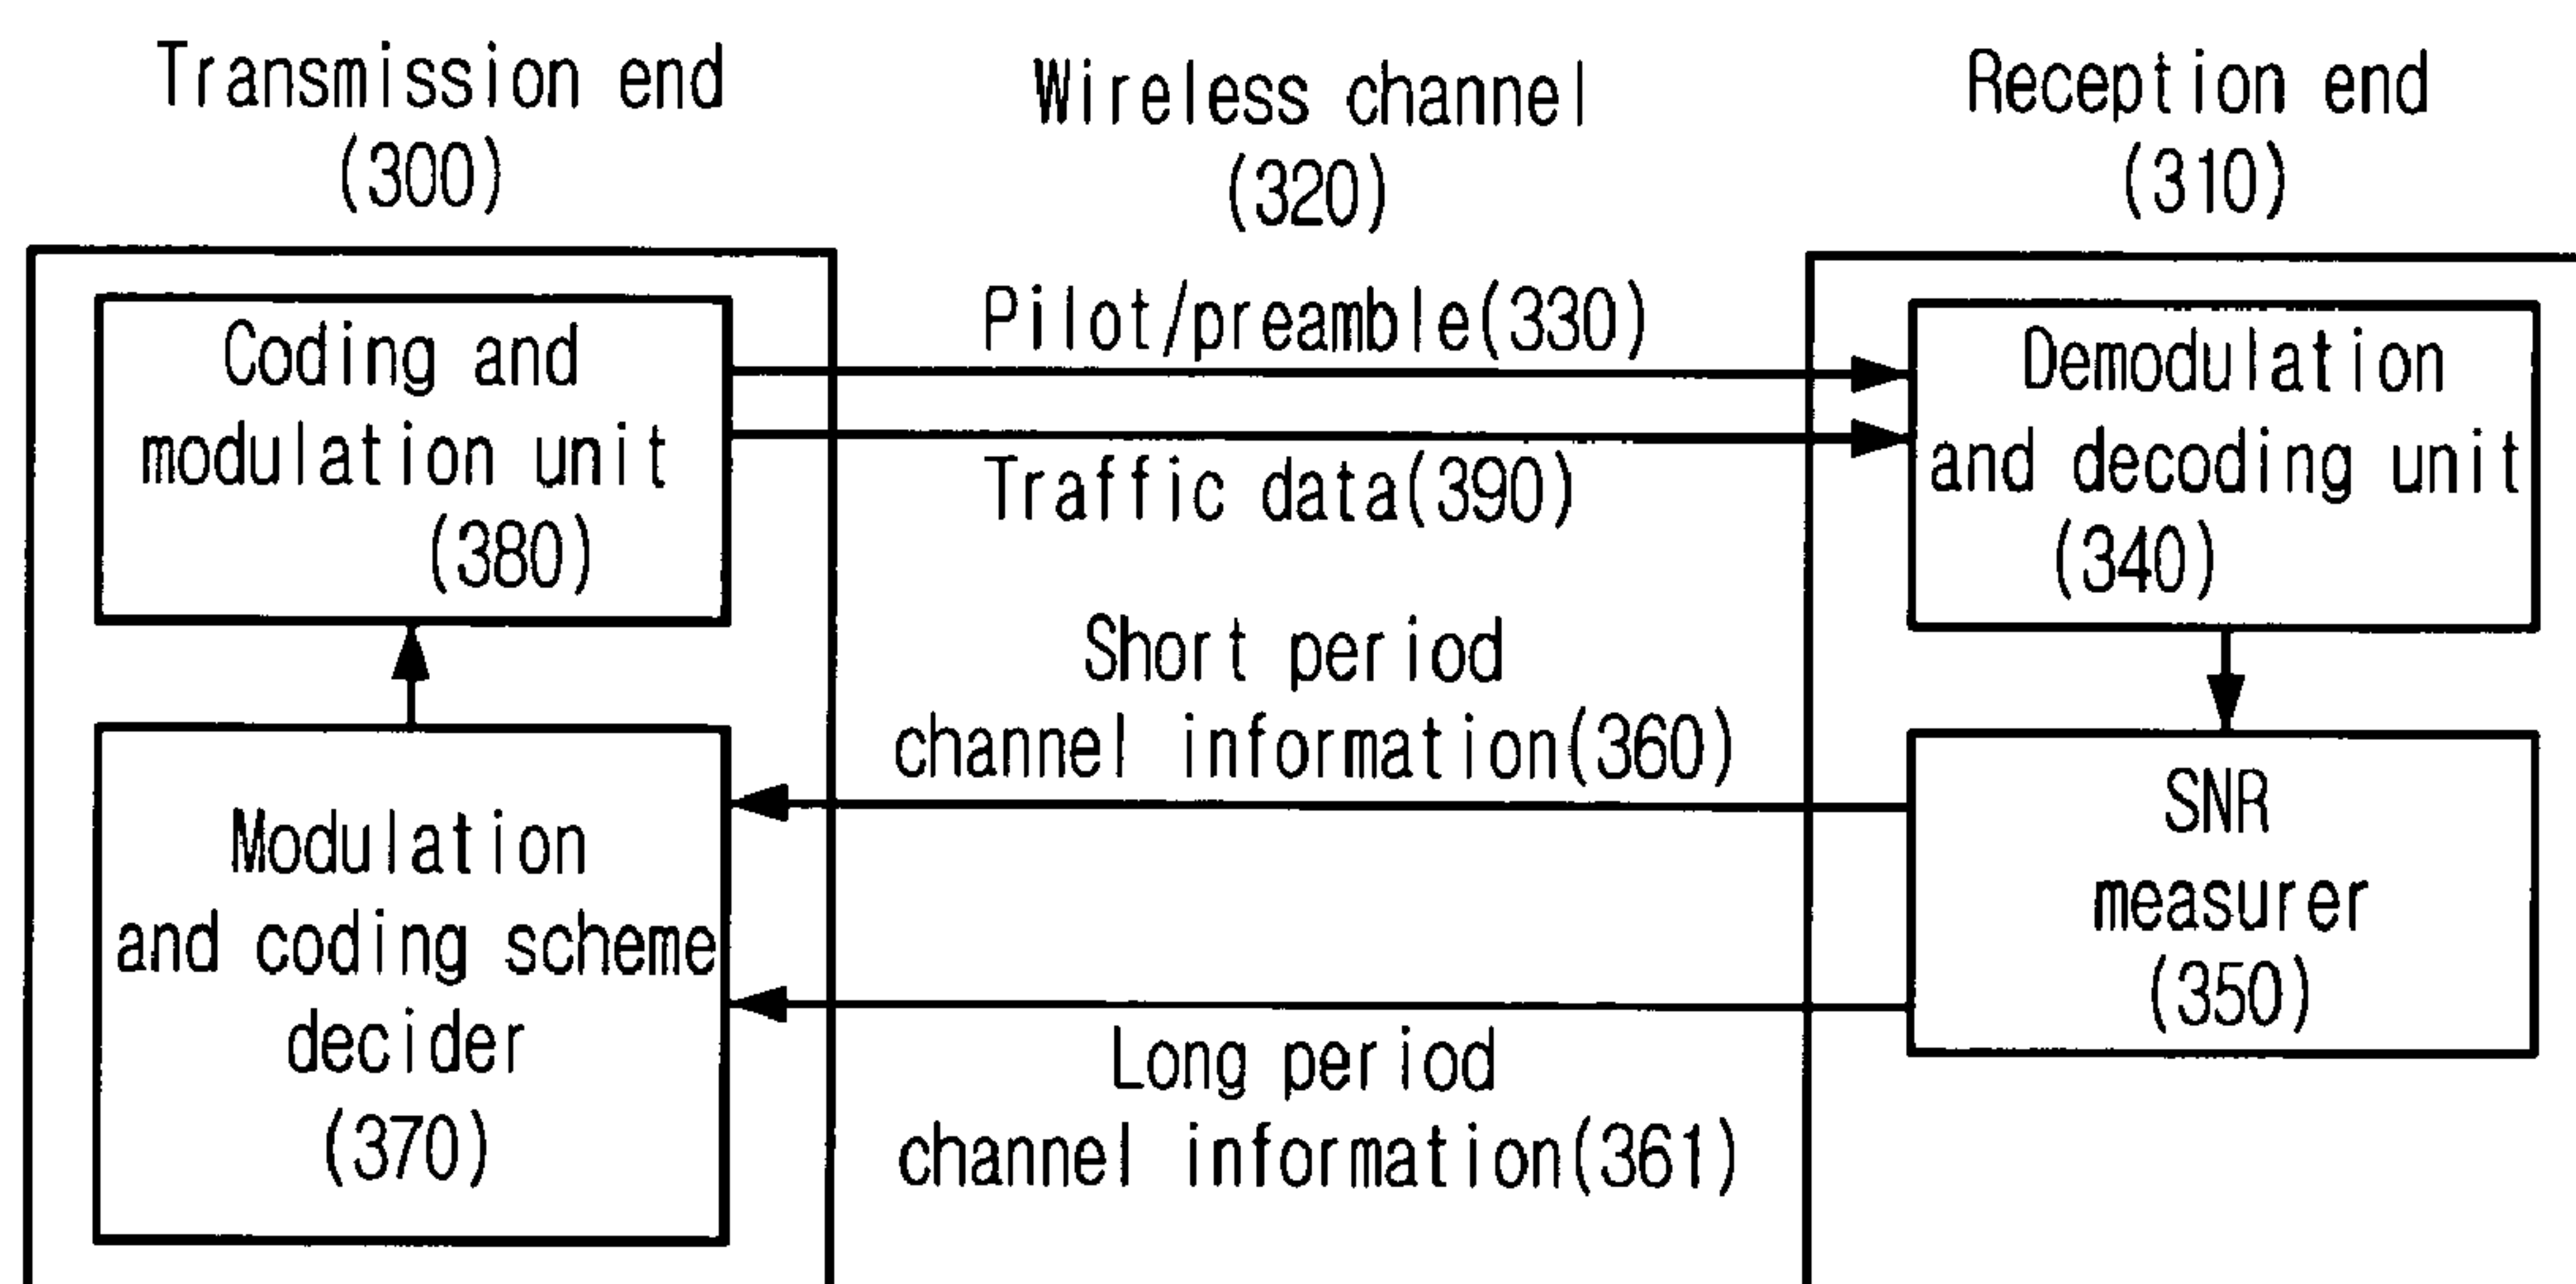 Transmission end
(300)
Wireless channel
(320)
Reception end
(310)
Coding and
modulation unit
(380)
Pilot/preamble(330)
Traffic data(390)
Demodulation
and decoding unit
(340)
Short period
channel information(360)
Modulation
and coding scheme
decider
(370)
SNR
measurer
(350)
Long period
channel information(361)